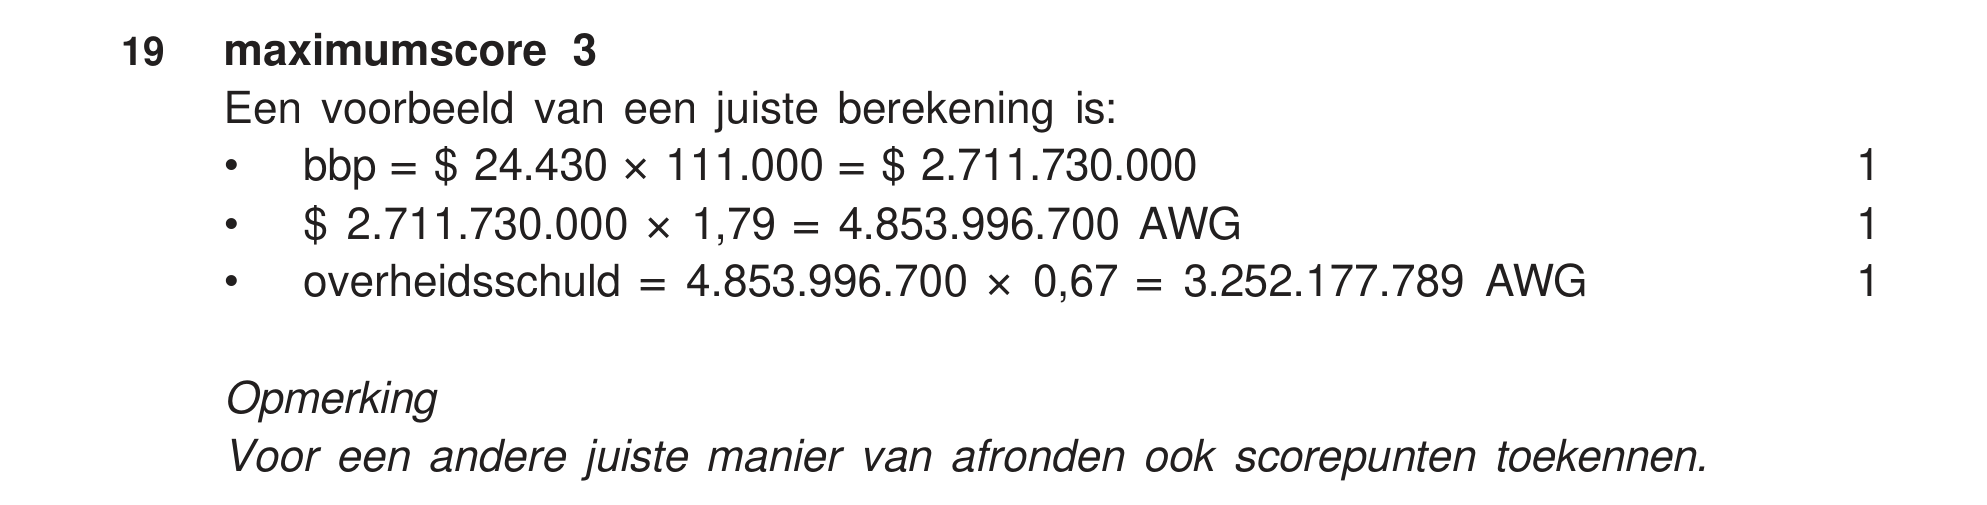 19 maximumscore 3
Een voorbeeld van een juiste berekening is:
• bbp = $ 24.430 × 111.000 = $ 2.711.730.000 1
• $ 2.711.730.000 × 1,79 = 4.853.996.700 AWG 1
• overheidsschuld = 4.853.996.700 × 0,67 = 3.252.177.789 AWG 1
Opmerking
Voor een andere juiste manier van afronden ook scorepunten toekennen.